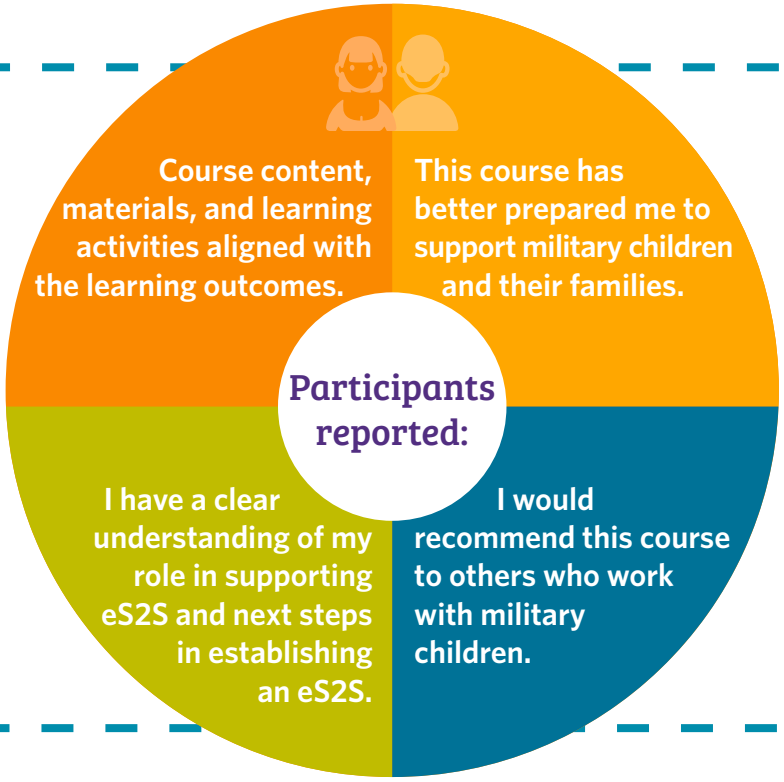 Course content,
materials, and learning
activities aligned with
the learning outcomes.
This course has
better prepared me to
support military children
and their families.
Participants
reported:
I have a clear
understanding of my
role in supporting
eS2S and next steps
in establishing
an eS2S.
I would
recommend this course
to others who work
with military
children.